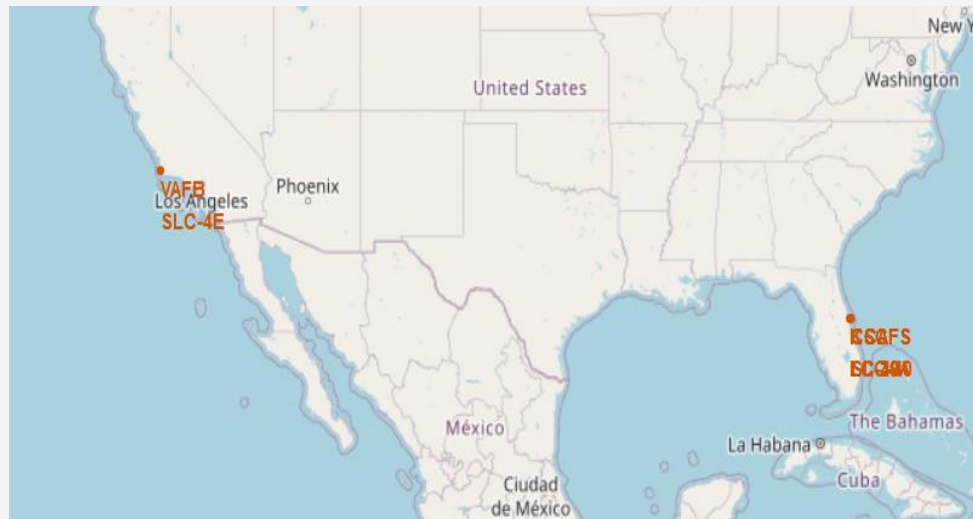 New Y
Washington
United States
Phoenix
VAFB
Los Angeles
SLC-4E
The Bahamas
México
La Habana
Cuba
Ciudad
de México